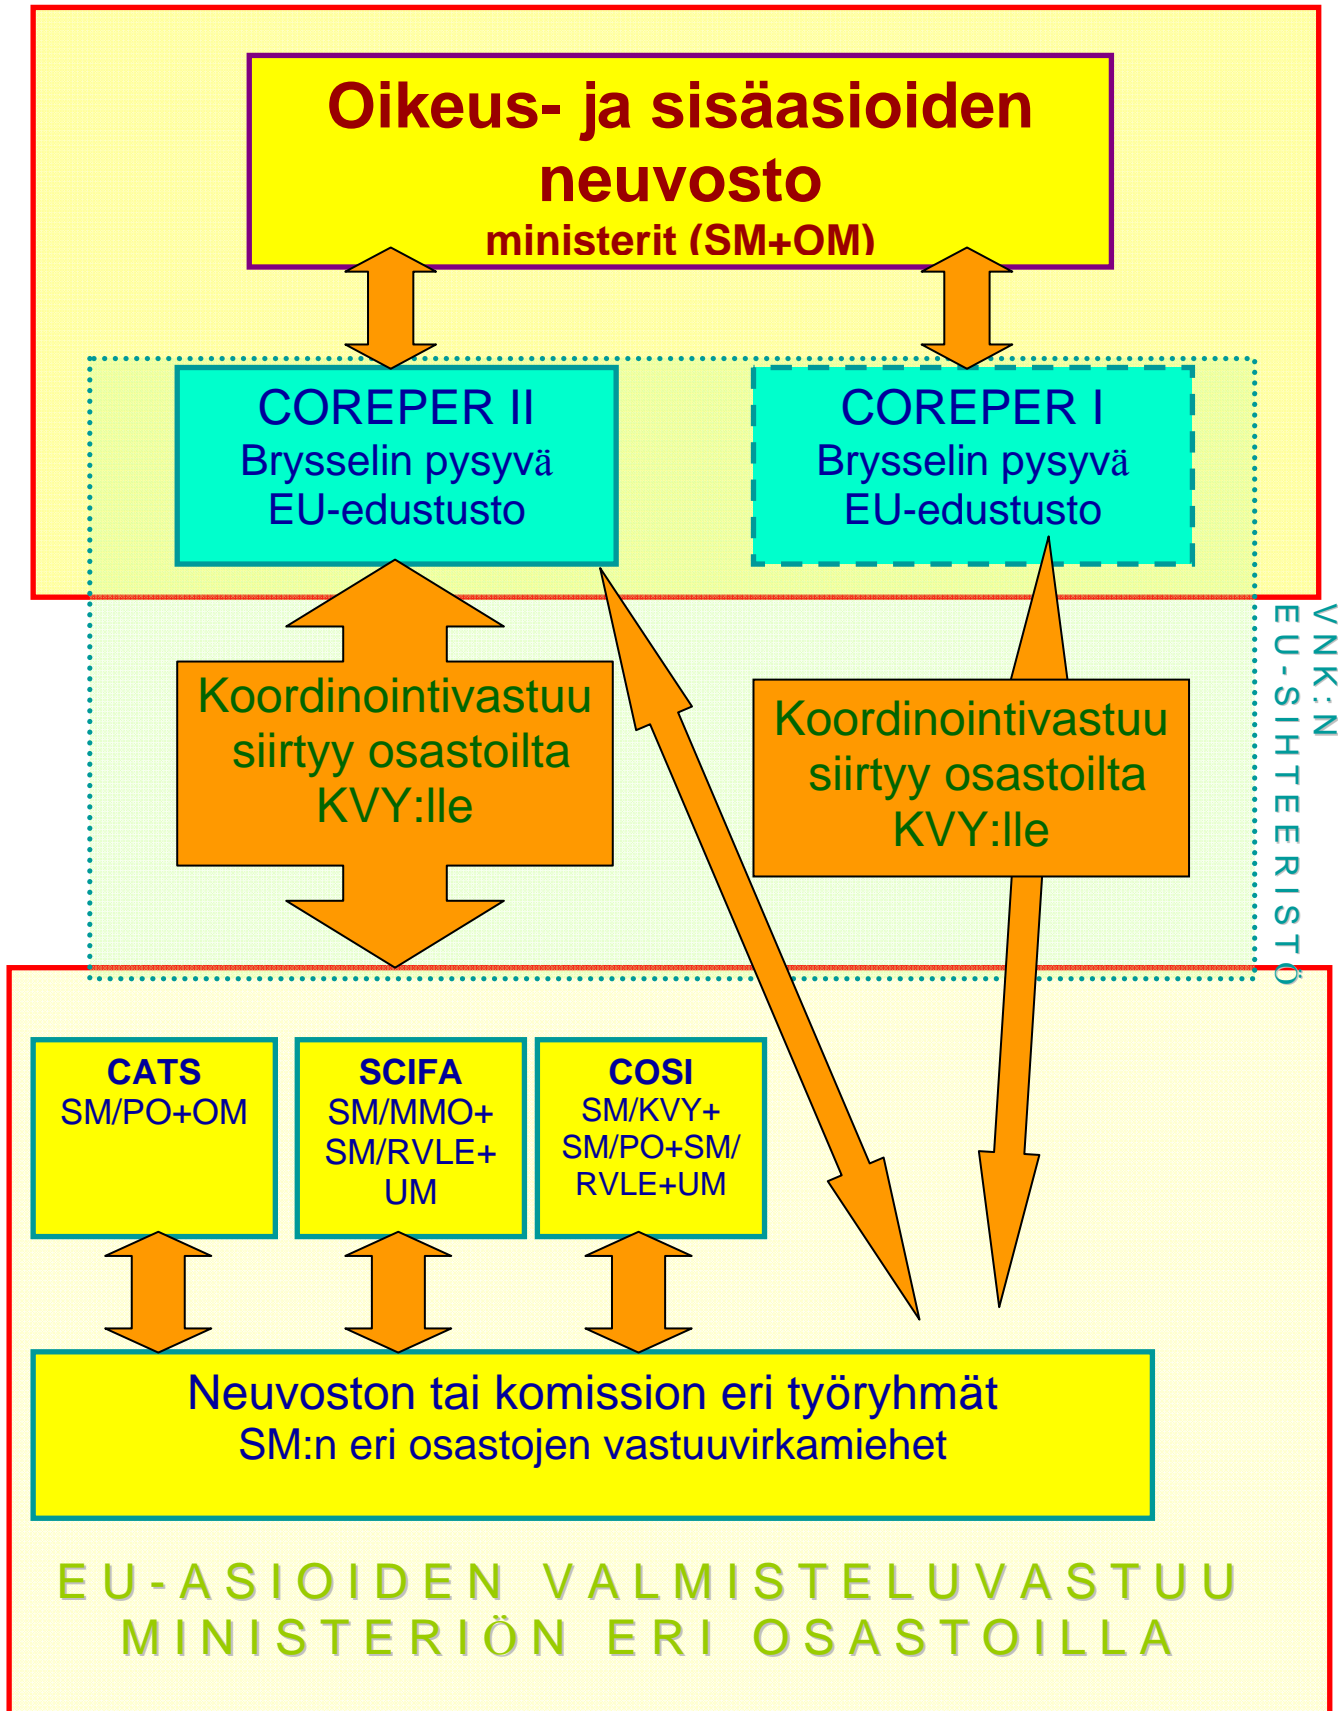 Oikeus- ja sisäasioiden
neuvosto
ministerit (SM+OM)
COREPER II
Brysselin pysyvä
EU-edustusto
COREPER I
Brysselin pysyvä
EU-edustusto
VNK:N
EU-SIHTEERISTÖ
Koordinointivastuu
siirtyy osastoilta
KVY:lle
Koordinointivastuu
siirtyy osastoilta
KVY:lle
CATS
SM/PO+OM
SCIFA
SM/MMO+
SM/RVLE+
UM
COSI
SM/KVY+
SM/PO+SM/
RVLE+UM
Neuvoston tai komission eri työryhmät
SM:n eri osastojen vastuuvirkamiehet
EU-ASIOIDEN VALMISTELUVASTUU
MINISTERIÖN ERI OSASTOILLA